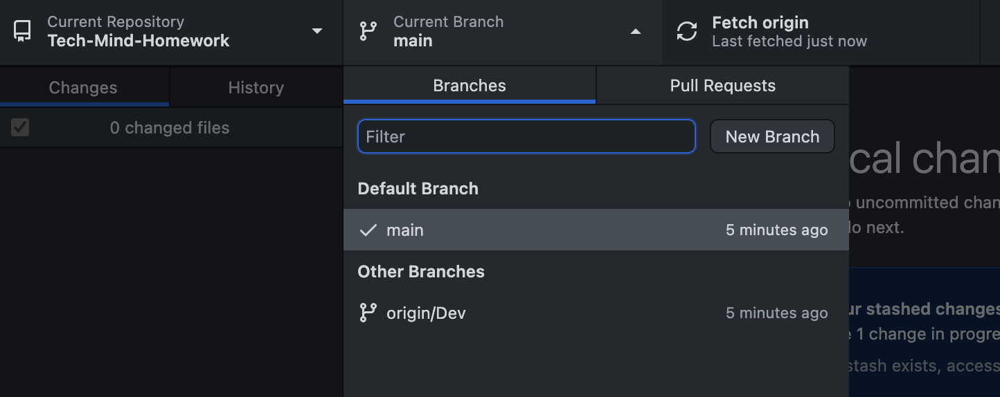 Current Repository
Tech-Mind-Homework
Current Branch
main
Fetch origin
Last fetched just now
Changes
History
0 changed files
Branches
Pull Requests
Filter
New Branch
Default Branch
main
5 minutes ago
Other Branches
origin/Dev
5 minutes ago
cal chan
uncommitted chan
next.
stashed changes
1 change in progre
stash exists, access